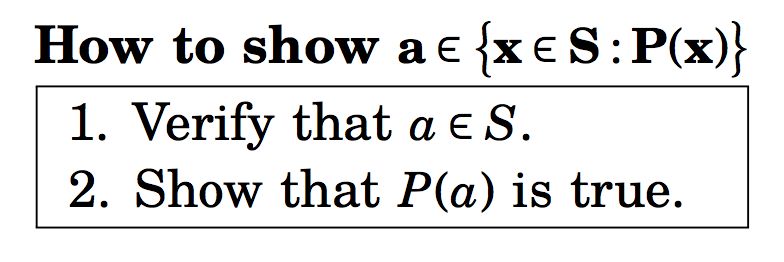 How to show a ∈ {x ∈ S : P(x)}
1. Verify that a ∈ S.
2. Show that P(a) is true.